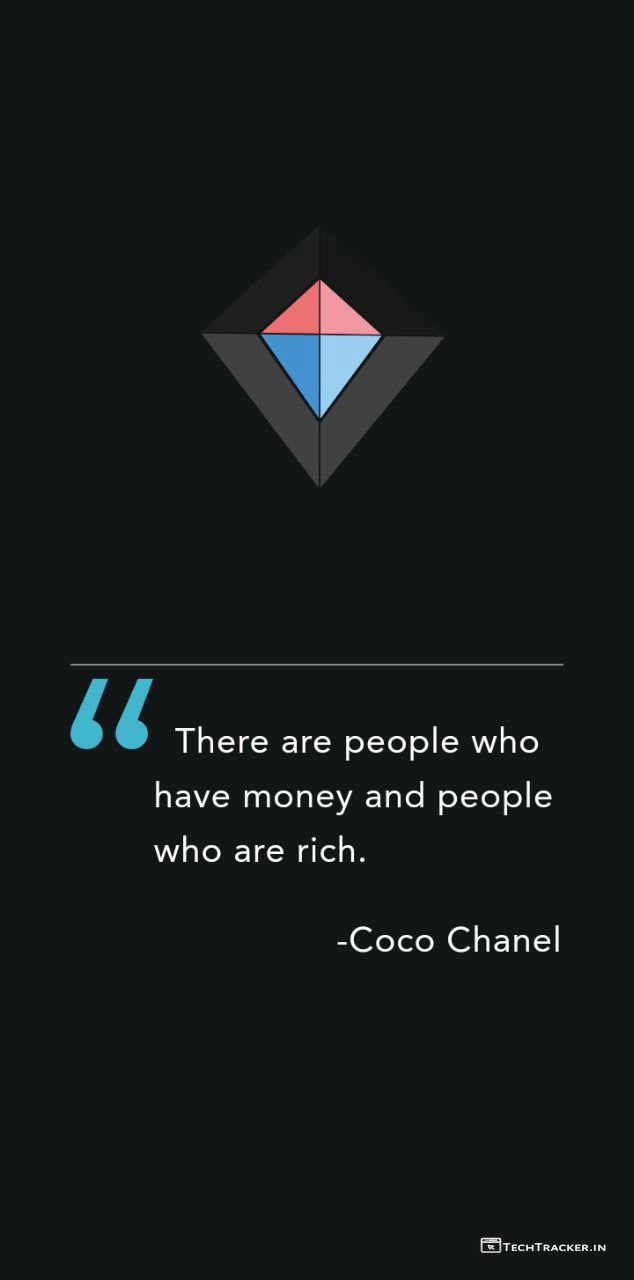 “ There are people who
have money and people
who are rich.
-Coco Chanel
TECHTRACKER.IN